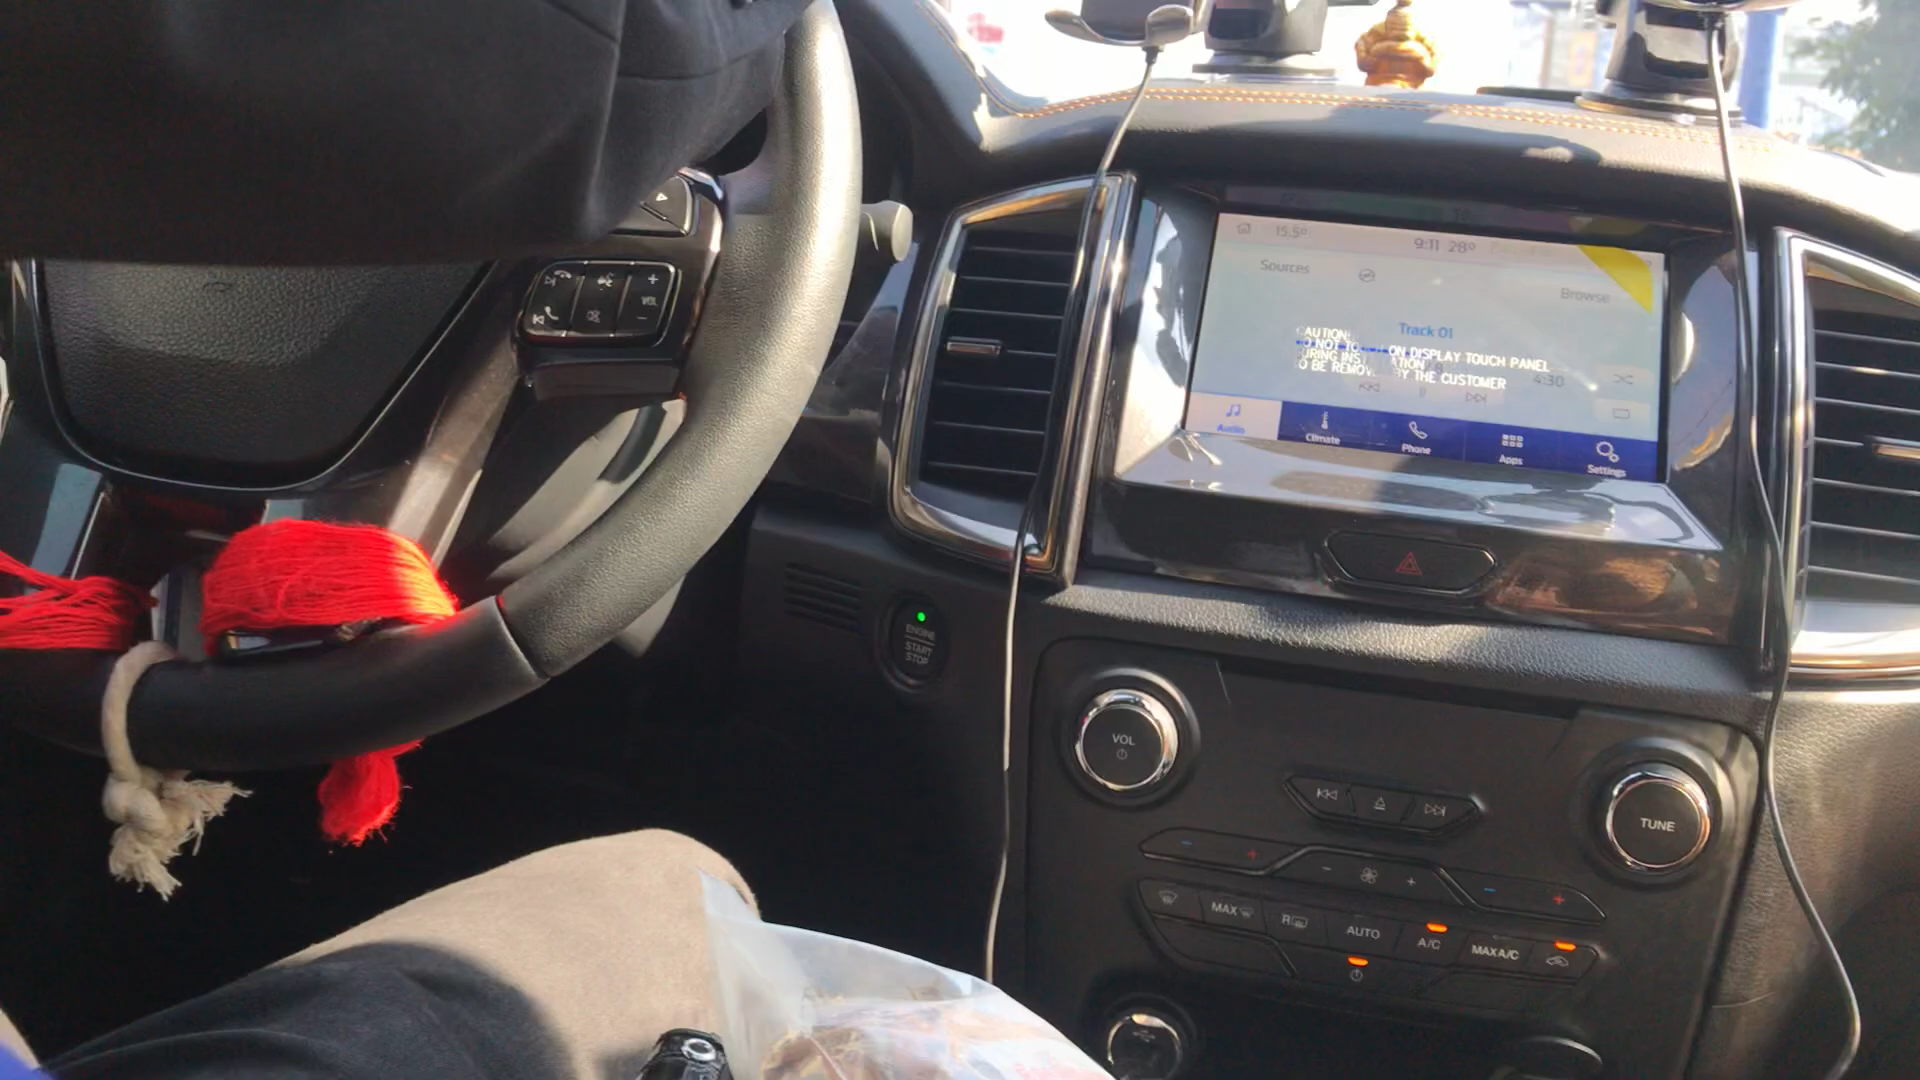 15.5°
9:11 28°
Sources
Browse
Track 01
CAUTION:
ON DISPLAY TOUCH PANEL
BY THE CUSTOMER
4:30
Audio
Climate
Phone
Apps
Settings
+
VOL
−
ENGINE
START
STOP
VOL
TUNE
− +
− +
− +
MAX
R
AUTO
A/C
MAX A/C